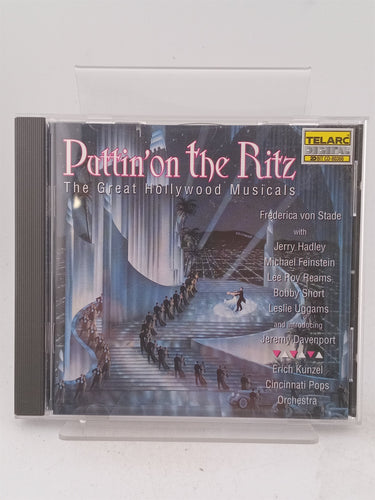 TELARC
DIGITAL
Puttin' on the Ritz
The Great Hollywood Musicals
Frederica von Stade
with
Jerry Hadley
Michael Feinstein
Lee Roy Reams
Bobby Short
Leslie Uggams
and introducing
Jeremy Davenport
Erich Kunzel
Cincinnati Pops
Orchestra